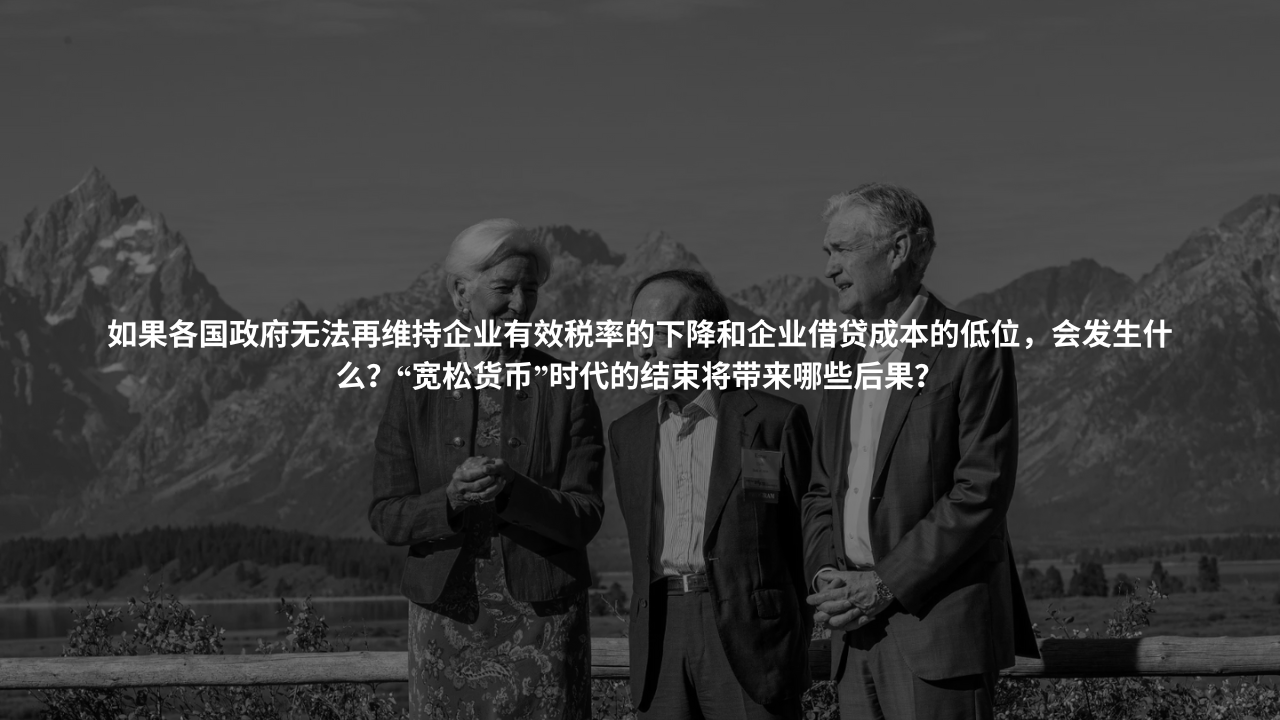 如果各国政府无法再维持企业有效税率的下降和企业借贷成本的低位，会发生什
么？“宽松货币”时代的结束将带来哪些后果？